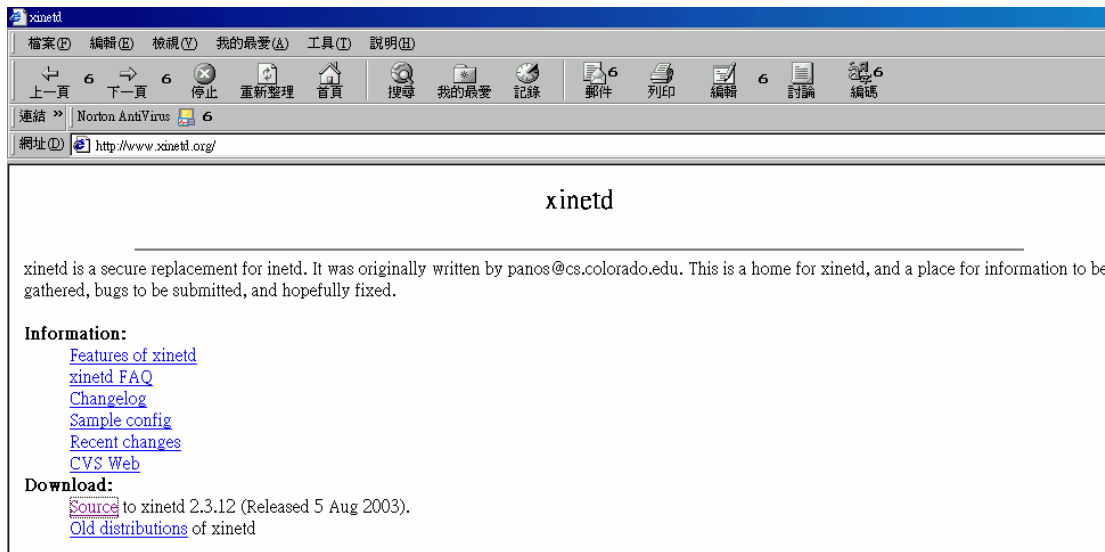 xinetd
檔案(F) 編輯(E) 檢視(V) 我的最愛(A) 工具(T) 說明(H)
上一頁 6 下一頁 6 停止 重新整理 首頁 搜尋 我的最愛 記錄 郵件 6 列印 編輯 6 討論 編碼 6
連結 » Norton AntiVirus 6
網址(D) http://www.xinetd.org/
xinetd
xinetd is a secure replacement for inetd. It was originally written by panos@cs.colorado.edu. This is a home for xinetd, and a place for information to be
gathered, bugs to be submitted, and hopefully fixed.
Information:
Features of xinetd
xinetd FAQ
Changelog
Sample config
Recent changes
CVS Web
Download:
Source to xinetd 2.3.12 (Released 5 Aug 2003).
Old distributions of xinetd